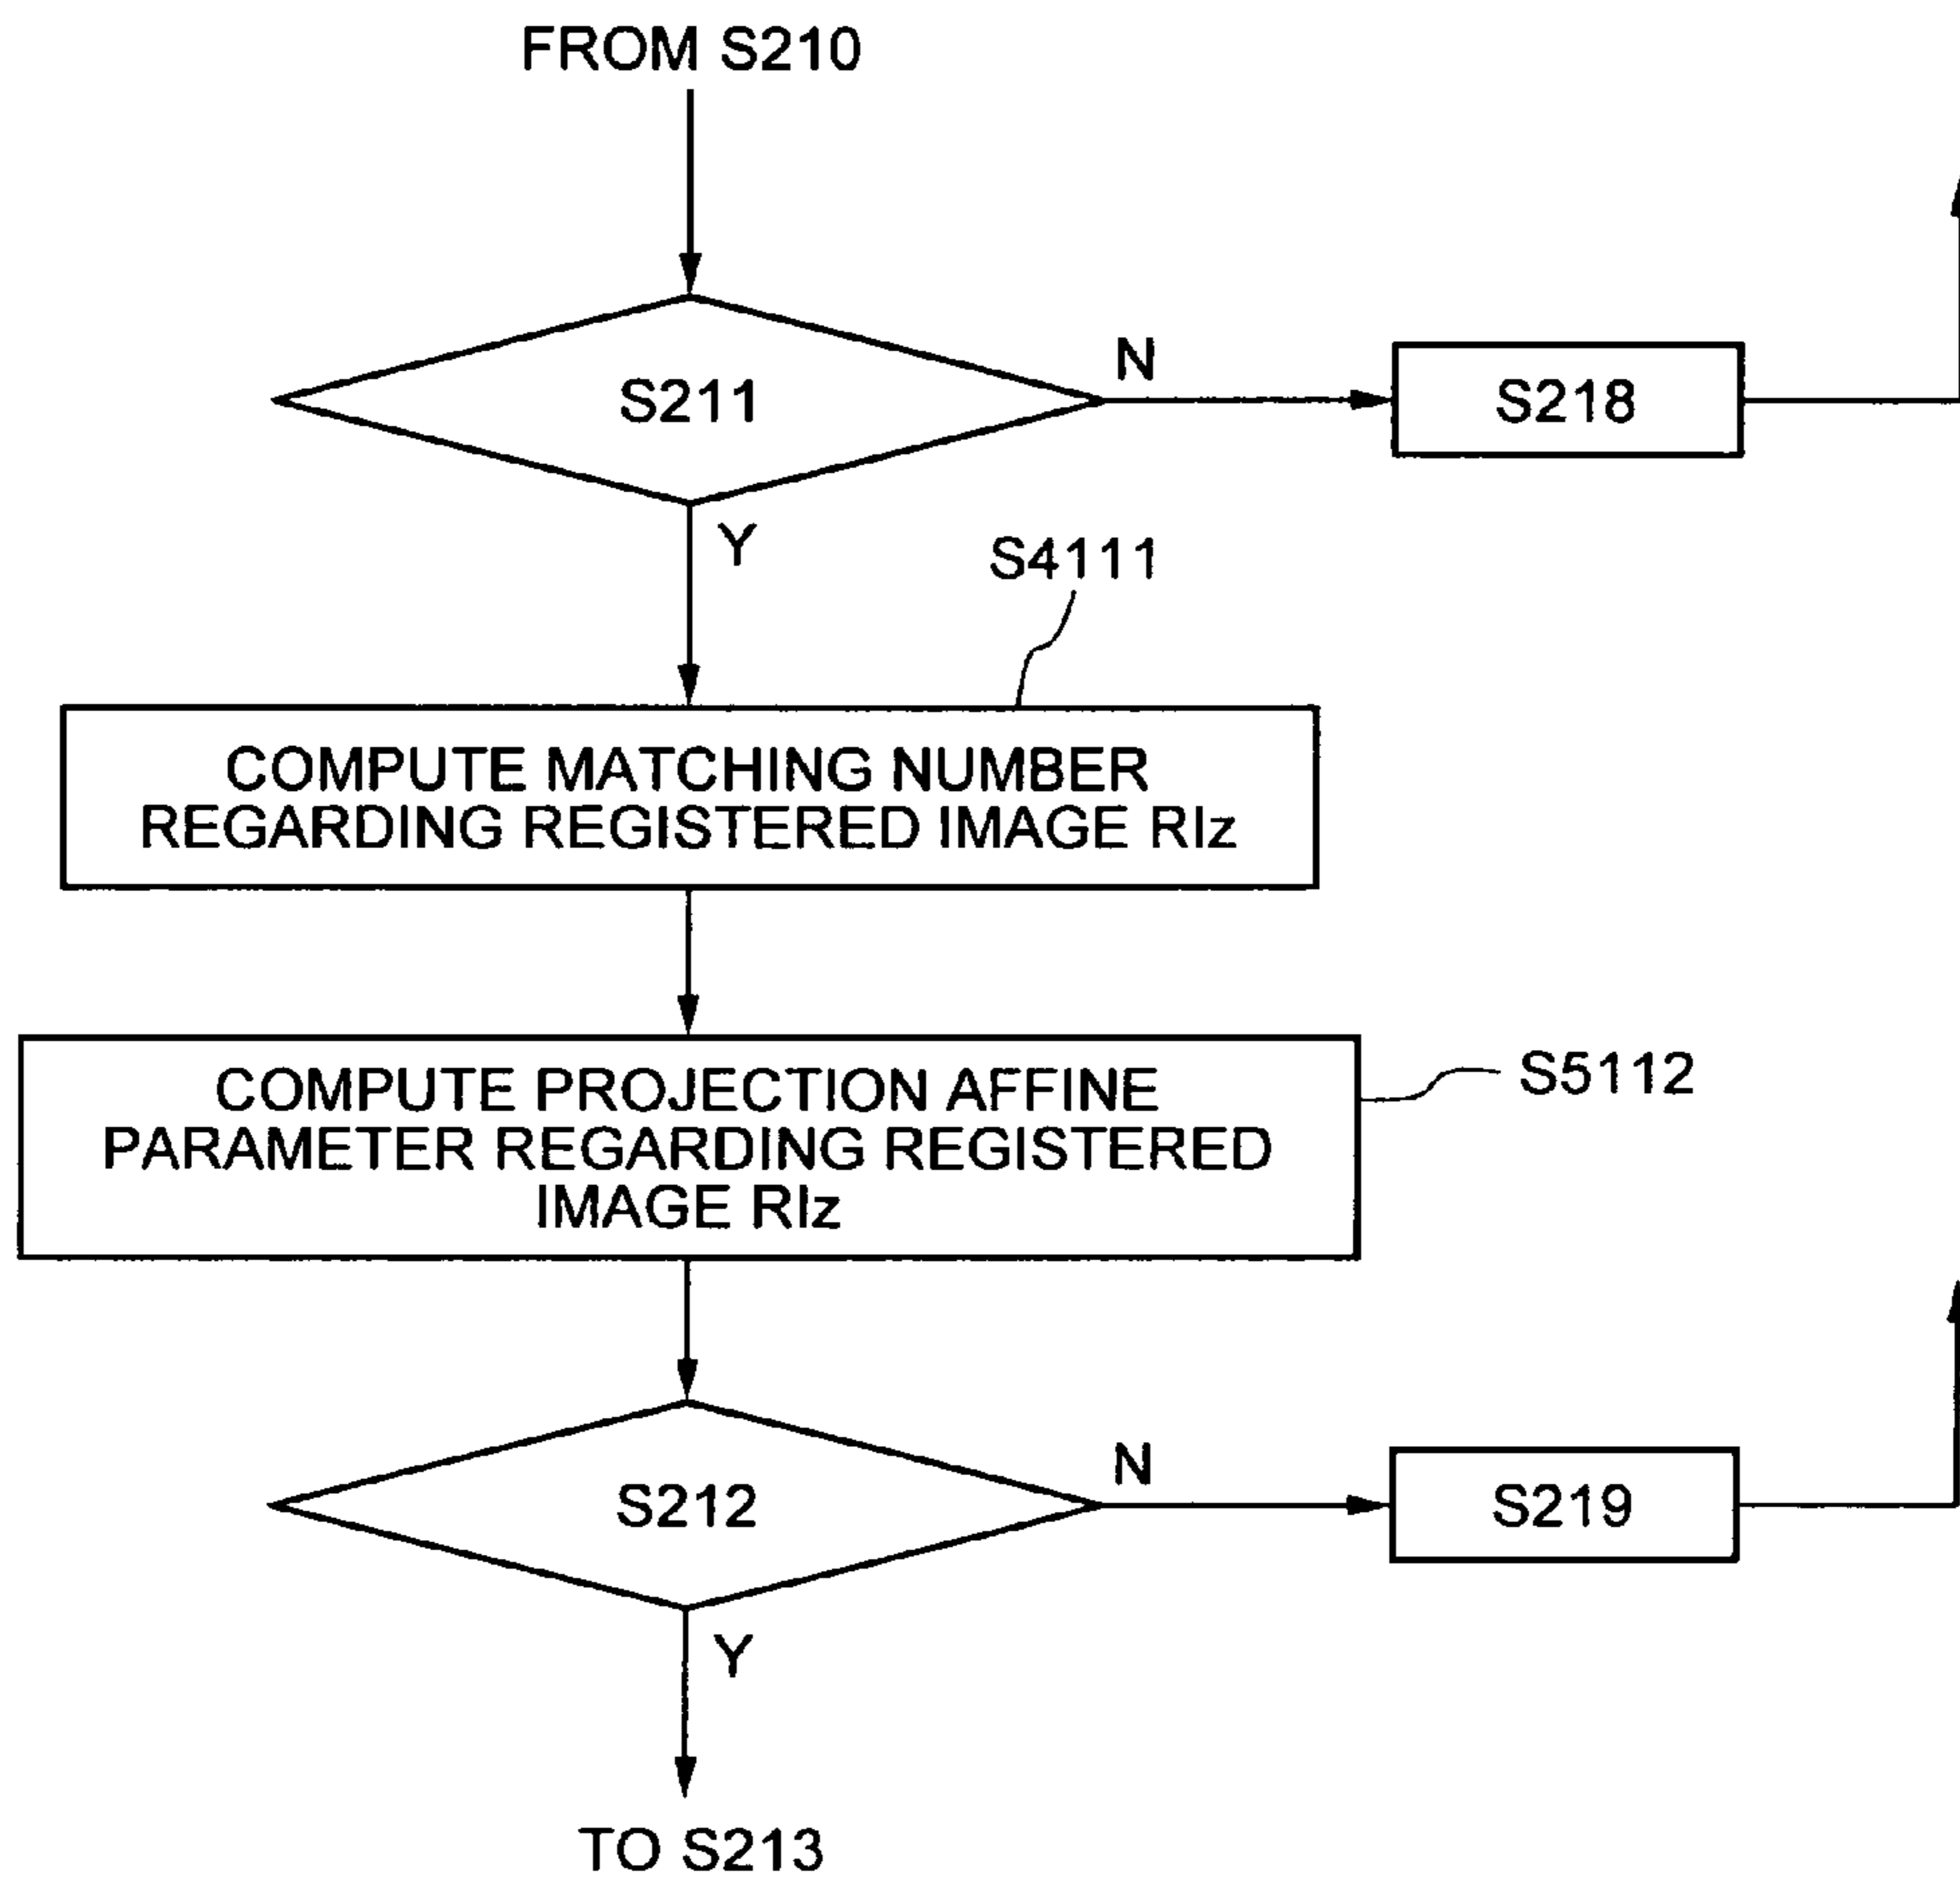 FROM S210
S211
N
S218
Y
S4111
COMPUTE MATCHING NUMBER
REGARDING REGISTERED IMAGE RIz
COMPUTE PROJECTION AFFINE
PARAMETER REGARDING REGISTERED
IMAGE RIz
S5112
S212
N
S219
Y
TO S213